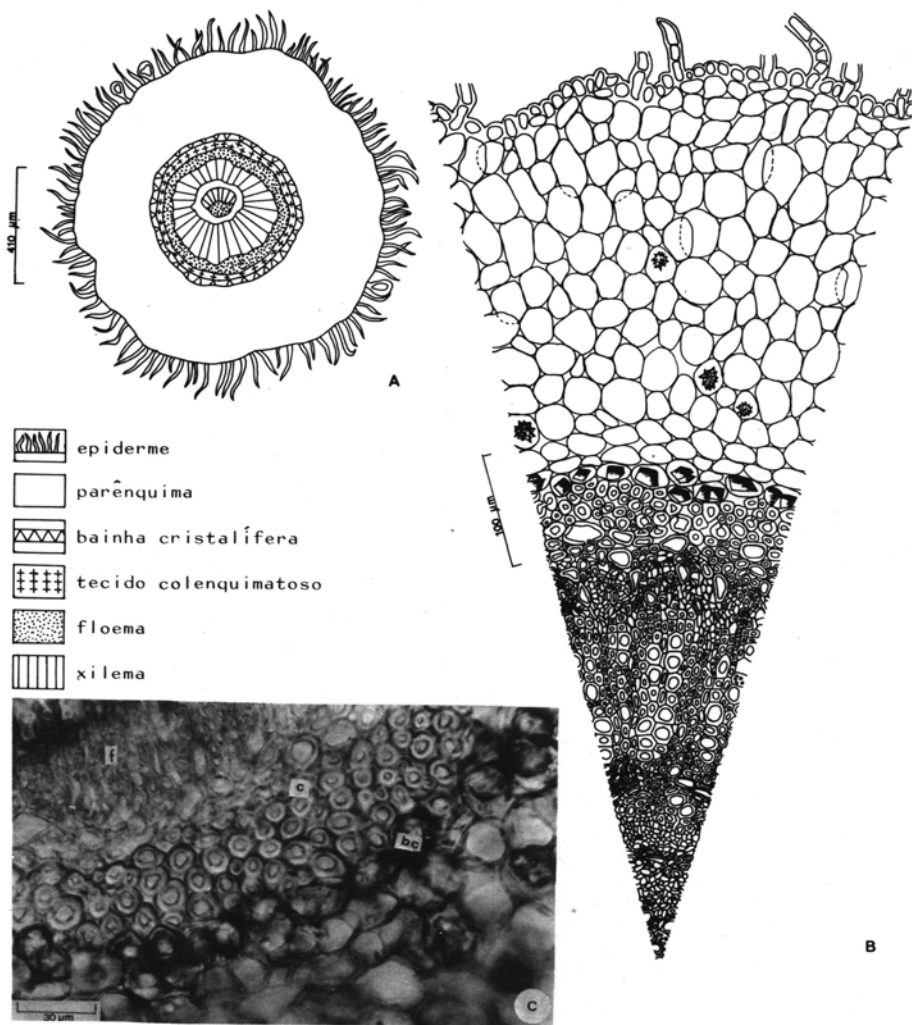 410 µm
A
epiderme
parênquima
bainha cristalífera
tecido colenquimatoso
floema
xilema
100 µm
B
f
c
bc
30 µm
C